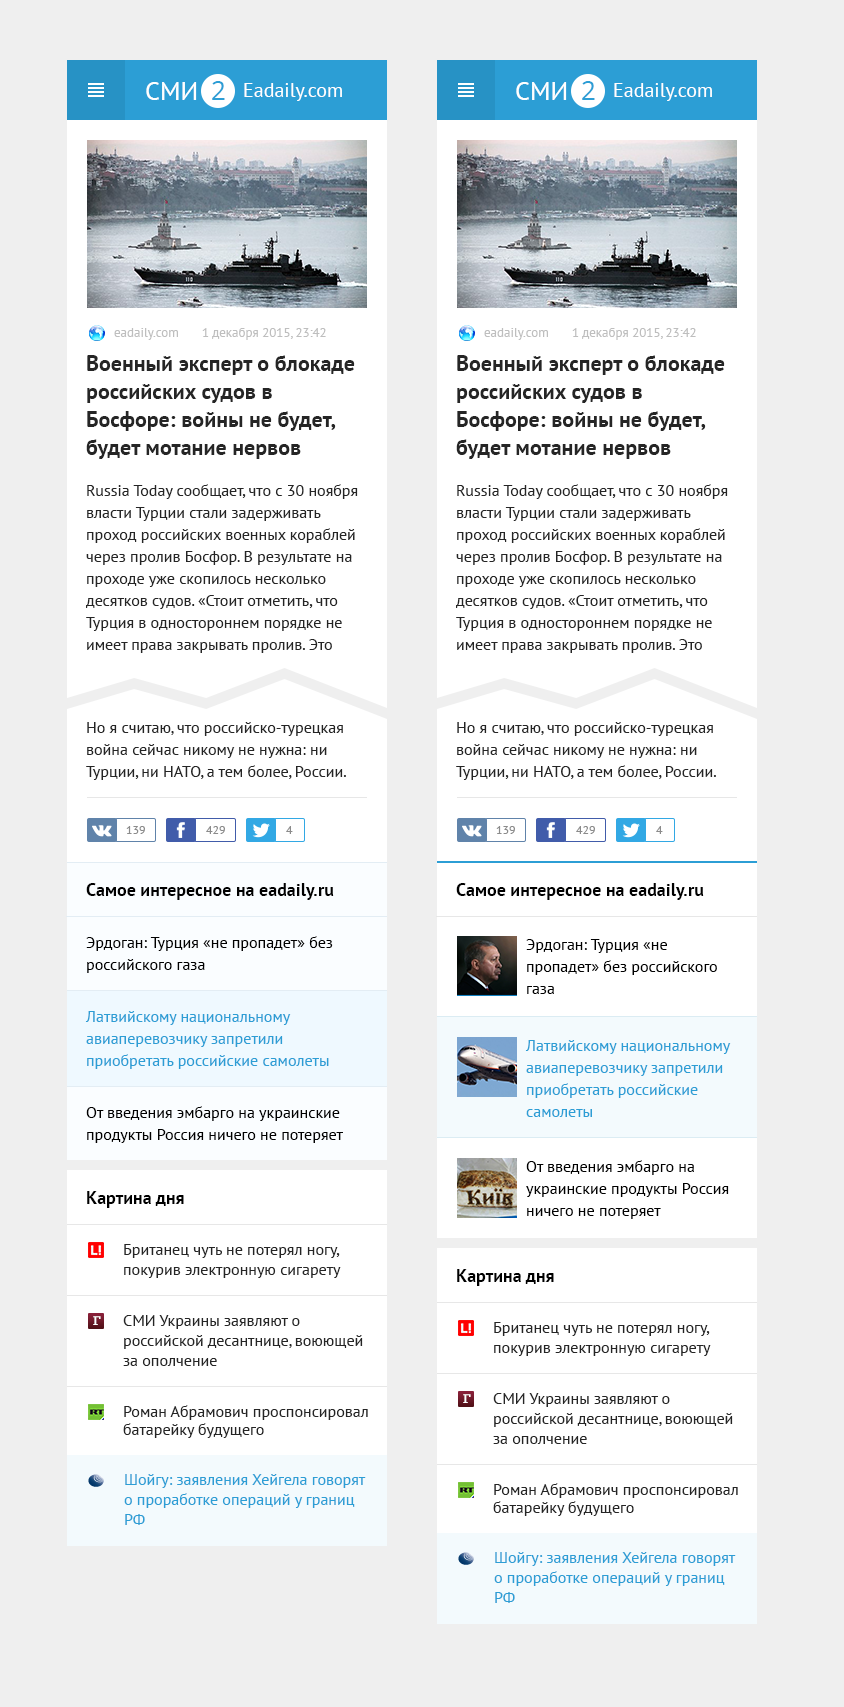 СМИ 2 Eadaily.com
110
eadaily.com 1 декабря 2015, 23:42
Военный эксперт о блокаде
российских судов в
Босфоре: войны не будет,
будет мотание нервов
Russia Today сообщает, что с 30 ноября
власти Турции стали задерживать
проход российских военных кораблей
через пролив Босфор. В результате на
проходе уже скопилось несколько
десятков судов. «Стоит отметить, что
Турция в одностороннем порядке не
имеет права закрывать пролив. Это
Но я считаю, что российско-турецкая
война сейчас никому не нужна: ни
Турции, ни НАТО, а тем более, России.
139 429 4
Самое интересное на eadaily.ru
Эрдоган: Турция «не пропадет» без
российского газа
Латвийскому национальному
авиаперевозчику запретили
приобретать российские самолеты
От введения эмбарго на украинские
продукты Россия ничего не потеряет
Картина дня
L!
Британец чуть не потерял ногу,
покурив электронную сигарету
Г
СМИ Украины заявляют о
российской десантнице, воюющей
за ополчение
RT
Роман Абрамович проспонсировал
батарейку будущего
Шойгу: заявления Хейгела говорят
о проработке операций у границ
РФ
СМИ 2 Eadaily.com
110
eadaily.com 1 декабря 2015, 23:42
Военный эксперт о блокаде
российских судов в
Босфоре: войны не будет,
будет мотание нервов
Russia Today сообщает, что с 30 ноября
власти Турции стали задерживать
проход российских военных кораблей
через пролив Босфор. В результате на
проходе уже скопилось несколько
десятков судов. «Стоит отметить, что
Турция в одностороннем порядке не
имеет права закрывать пролив. Это
Но я считаю, что российско-турецкая
война сейчас никому не нужна: ни
Турции, ни НАТО, а тем более, России.
139 429 4
Самое интересное на eadaily.ru
Эрдоган: Турция «не
пропадет» без российского
газа
Латвийскому национальному
авиаперевозчику запретили
приобретать российские
самолеты
Київ
От введения эмбарго на
украинские продукты Россия
ничего не потеряет
Картина дня
L!
Британец чуть не потерял ногу,
покурив электронную сигарету
Г
СМИ Украины заявляют о
российской десантнице, воюющей
за ополчение
RT
Роман Абрамович проспонсировал
батарейку будущего
Шойгу: заявления Хейгела говорят
о проработке операций у границ
РФ